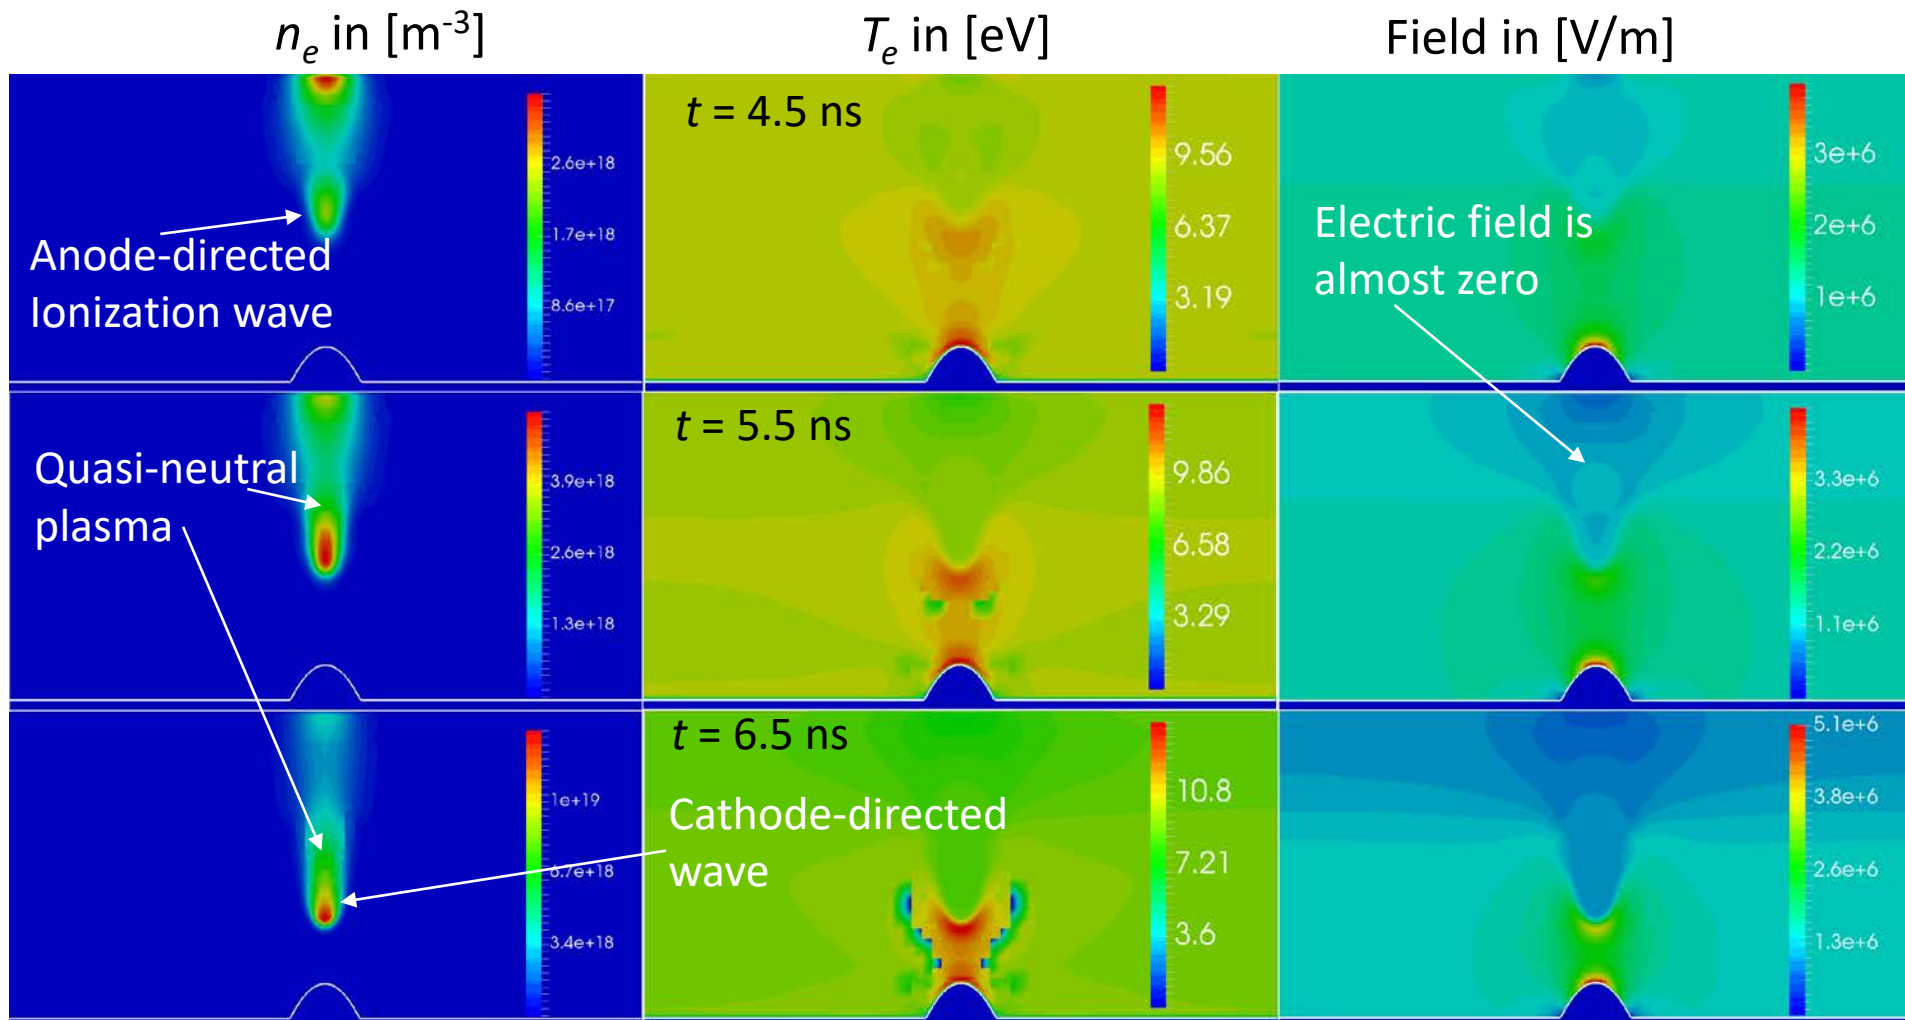 nₑ in [m⁻³]
Tₑ in [eV]
Field in [V/m]
2.6e+18
1.7e+18
8.6e+17
Anode-directed
Ionization wave
t = 4.5 ns
9.56
6.37
3.19
3e+6
2e+6
1e+6
Electric field is
almost zero
3.9e+18
2.6e+18
1.3e+18
Quasi-neutral
plasma
t = 5.5 ns
9.86
6.58
3.29
3.3e+6
2.2e+6
1.1e+6
1e+19
6.7e+18
3.4e+18
t = 6.5 ns
10.8
7.21
3.6
Cathode-directed
wave
5.1e+6
3.8e+6
2.6e+6
1.3e+6